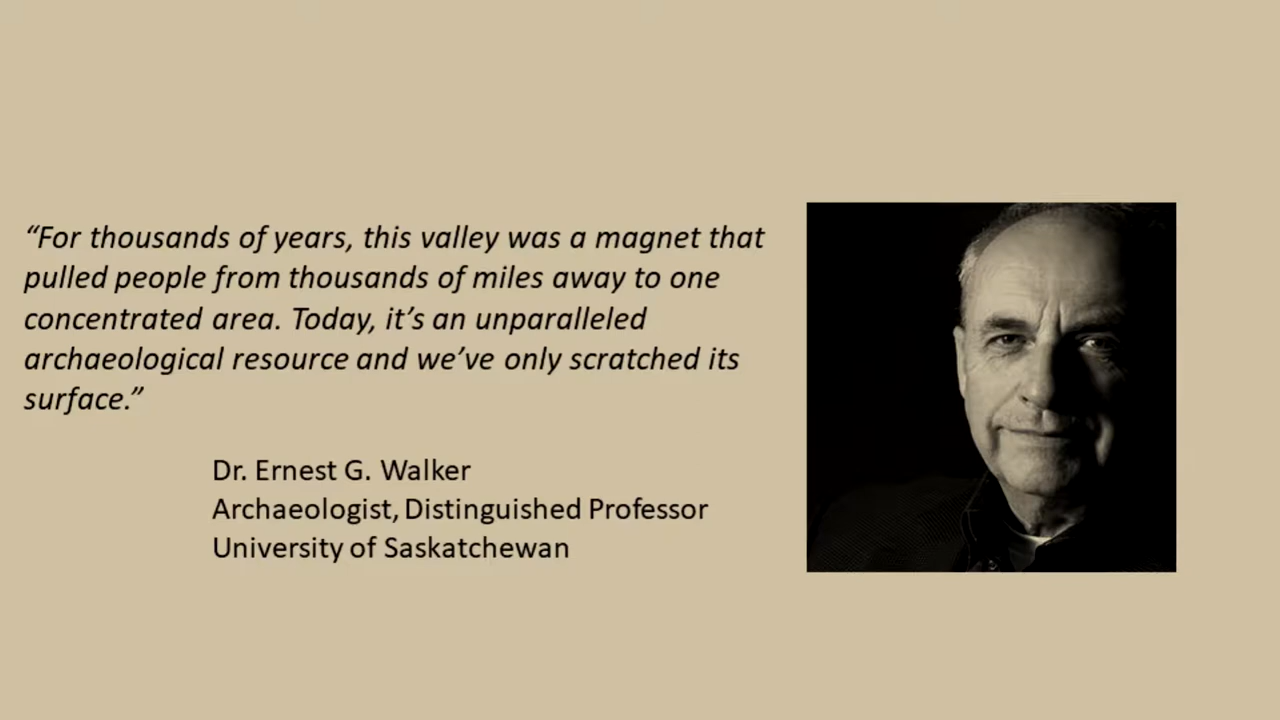 “For thousands of years, this valley was a magnet that
pulled people from thousands of miles away to one
concentrated area. Today, it’s an unparalleled
archaeological resource and we’ve only scratched its
surface.”
Dr. Ernest G. Walker
Archaeologist, Distinguished Professor
University of Saskatchewan